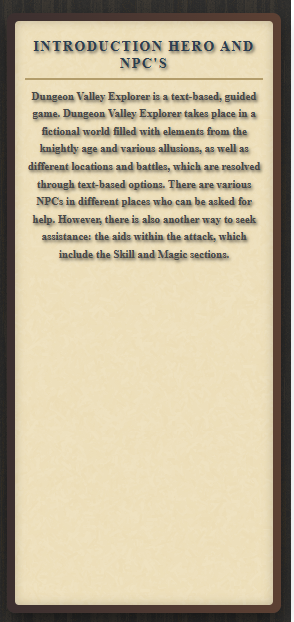 INTRODUCTION HERO AND
NPC'S
Dungeon Valley Explorer is a text-based, guided
game. Dungeon Valley Explorer takes place in a
fictional world filled with elements from the
knightly age and various allusions, as well as
different locations and battles, which are resolved
through text-based options. There are various
NPCs in different places who can be asked for
help. However, there is also another way to seek
assistance: the aids within the attack, which
include the Skill and Magic sections.